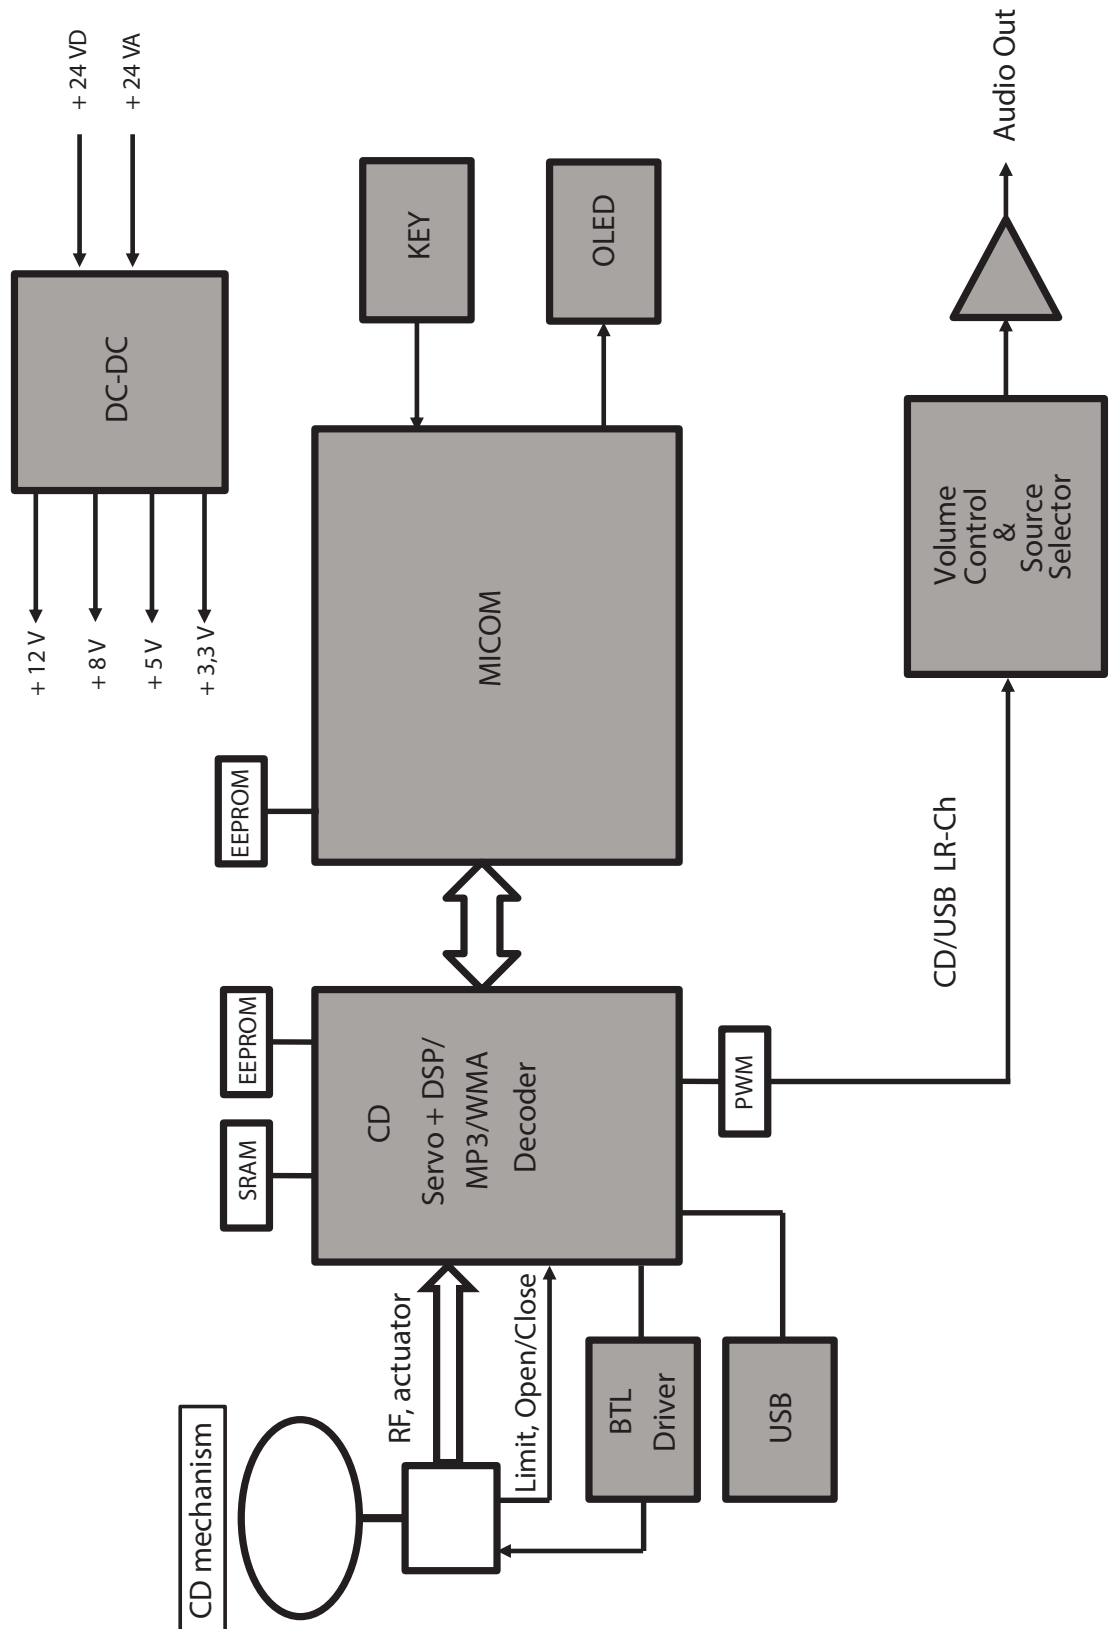 CD mechanism
RF, actuator
Limit, Open/Close
BTL
Driver
USB
SRAM
EEPROM
CD
Servo + DSP/
MP3/WMA
Decoder
PWM
CD/USB LR-Ch
EEPROM
MICOM
KEY
OLED
+ 12 V
+ 8 V
+ 5 V
+ 3,3 V
DC-DC
+ 24 VD
+ 24 VA
Volume
Control
&
Source
Selector
Audio Out